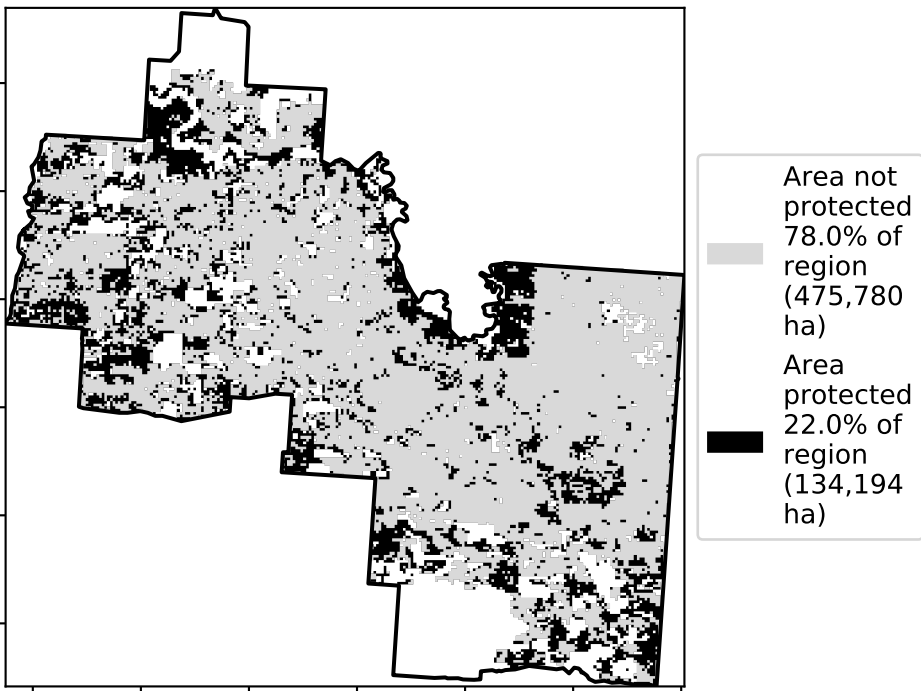 Area not
protected
78.0% of
region
(475,780
ha)
Area
protected
22.0% of
region
(134,194
ha)